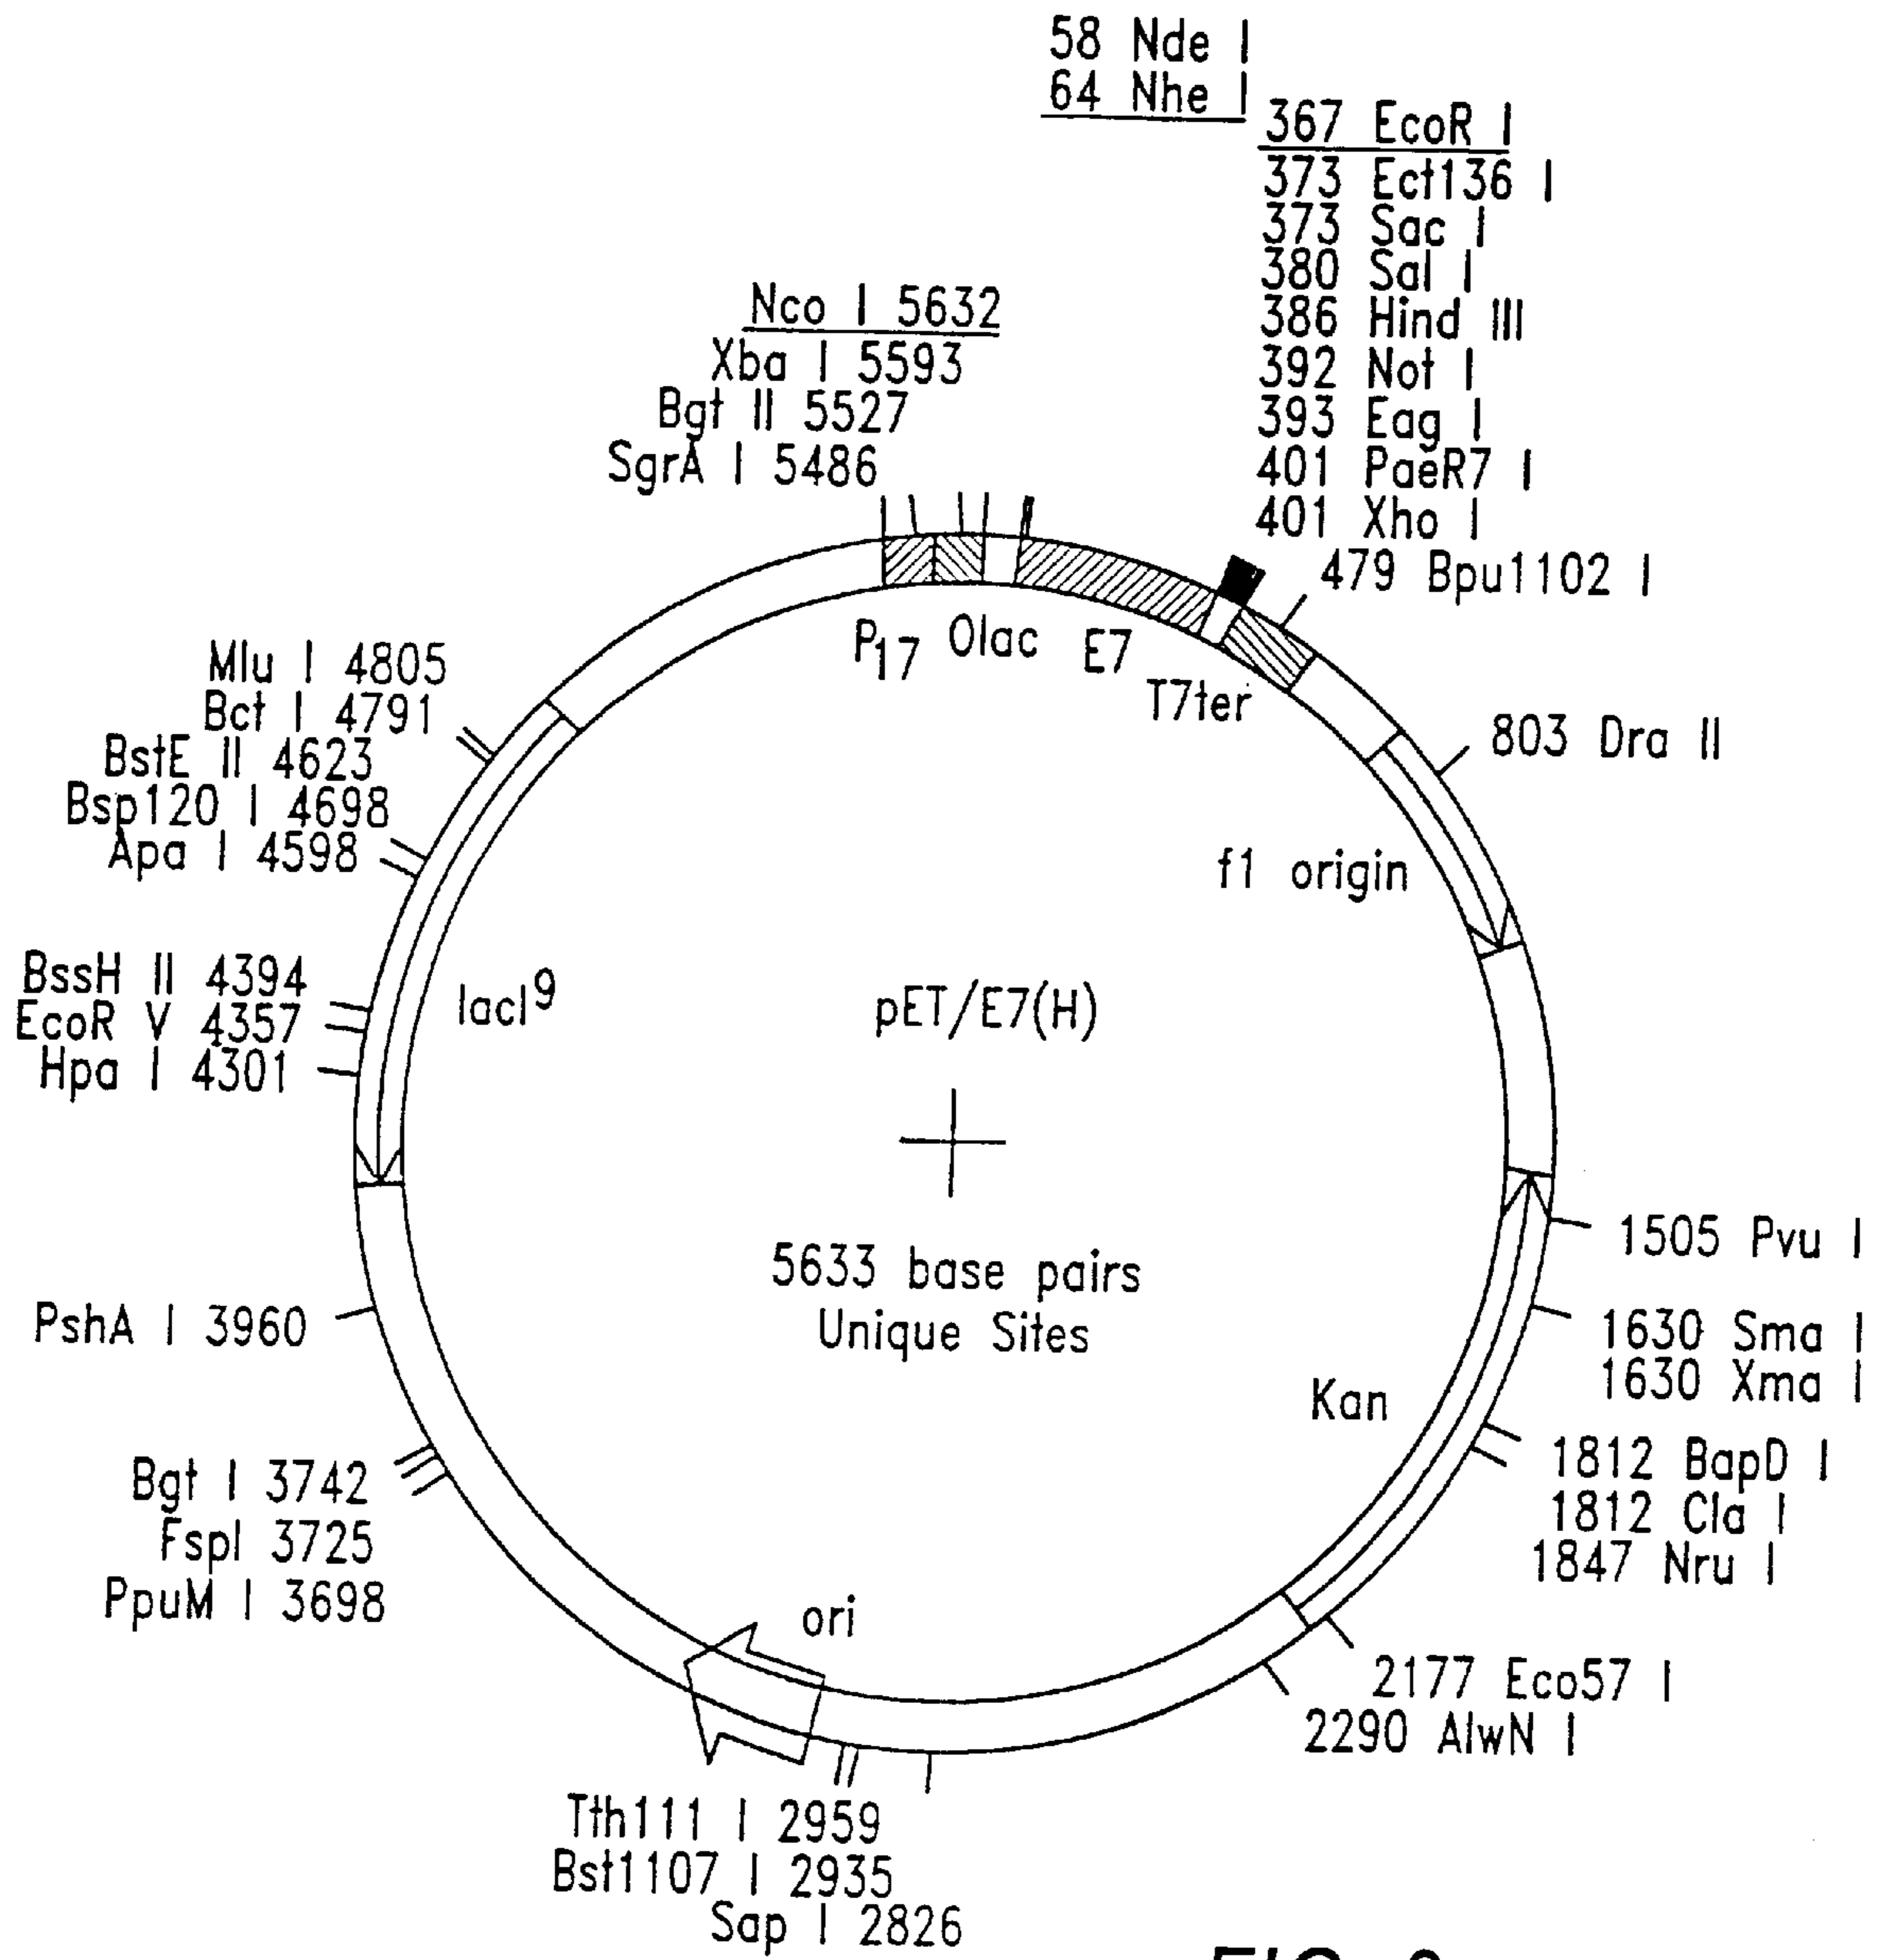 58 Nde I
64 Nhe I
367 EcoR I
373 Ect136 I
373 Sac I
380 Sal I
386 Hind III
392 Not I
393 Eag I
401 PaeR7 I
401 Xho I
479 Bpu1102 I
Nco I 5632
Xba I 5593
Bgt II 5527
SgrA I 5486
P17 Olac E7
T7ter
803 Dra II
f1 origin
Mlu I 4805
Bct I 4791
BstE II 4623
Bsp120 I 4698
Apa I 4598
BssH II 4394
EcoR V 4357
Hpa I 4301
lacI9
pET/E7(H)
5633 base pairs
Unique Sites
1505 Pvu I
1630 Sma I
1630 Xma I
Kan
1812 BapD I
1812 Cla I
1847 Nru I
PshA I 3960
Bgt I 3742
FspI 3725
PpuM I 3698
ori
2177 Eco57 I
2290 AlwN I
Tth111 I 2959
Bst1107 I 2935
Sap I 2826